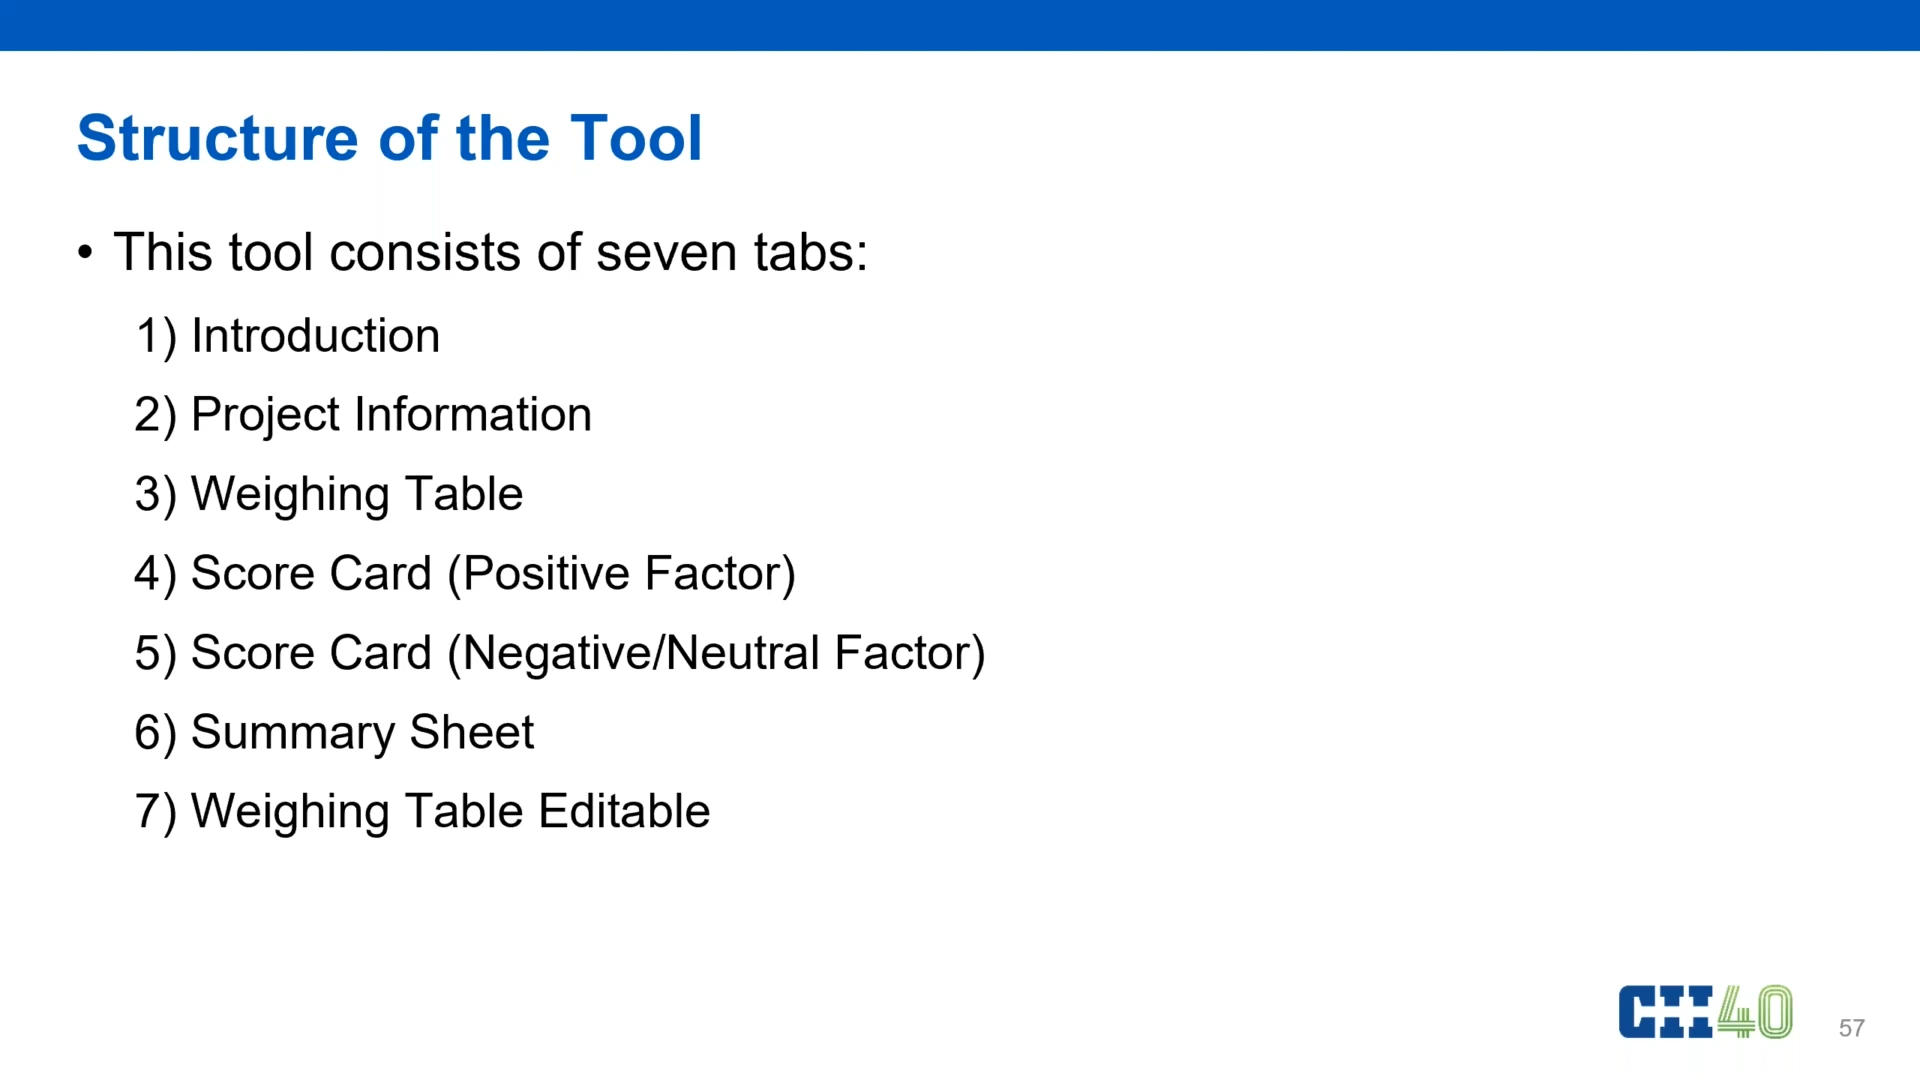 Structure of the Tool
• This tool consists of seven tabs:
1) Introduction
2) Project Information
3) Weighing Table
4) Score Card (Positive Factor)
5) Score Card (Negative/Neutral Factor)
6) Summary Sheet
7) Weighing Table Editable
CII40
57